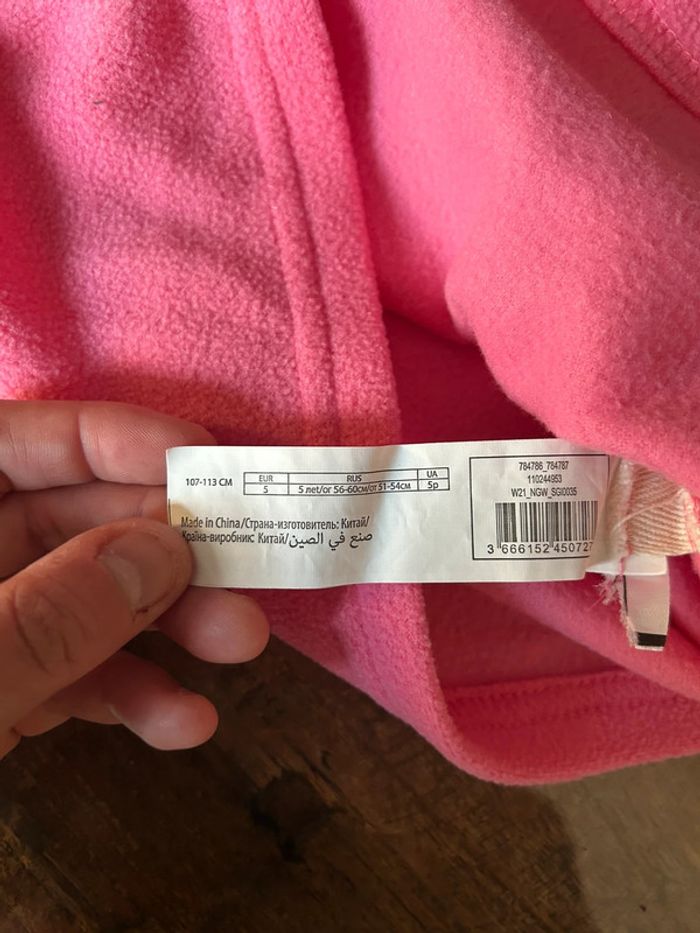 107-113 CM
EUR RUS UA
5 5 лет/ог 56-60см/от 51-54см 5р
Made in China/Страна-изготовитель: Китай/
Країна-виробник: Китай/صنع في الصين
784786_784787
110244953
W21_NGW_SGI0035
3 666152 450727